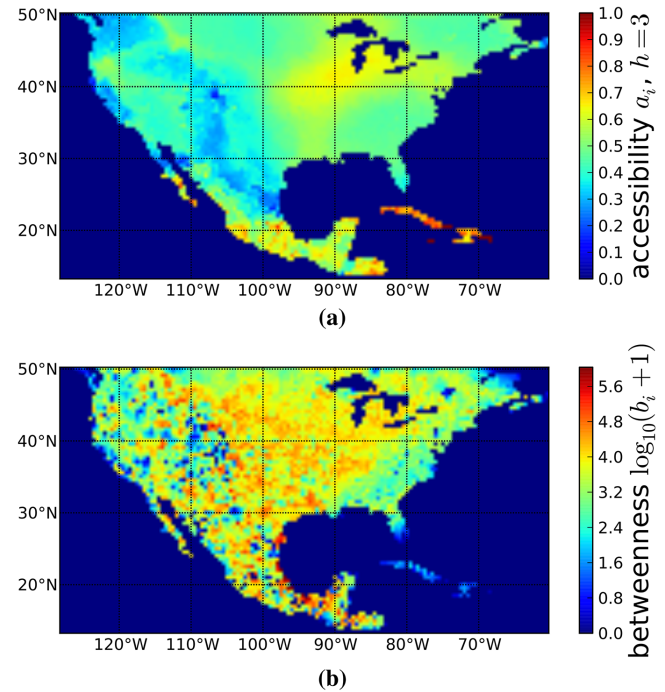 50°N
40°N
30°N
20°N
120°W 110°W 100°W 90°W 80°W 70°W
1.0
0.9
0.8
0.7
0.6
0.5
0.4
0.3
0.2
0.1
0.0
accessibility a_i, h=3
(a)
50°N
40°N
30°N
20°N
120°W 110°W 100°W 90°W 80°W 70°W
5.6
4.8
4.0
3.2
2.4
1.6
0.8
0.0
betweenness log10(b_i + 1)
(b)